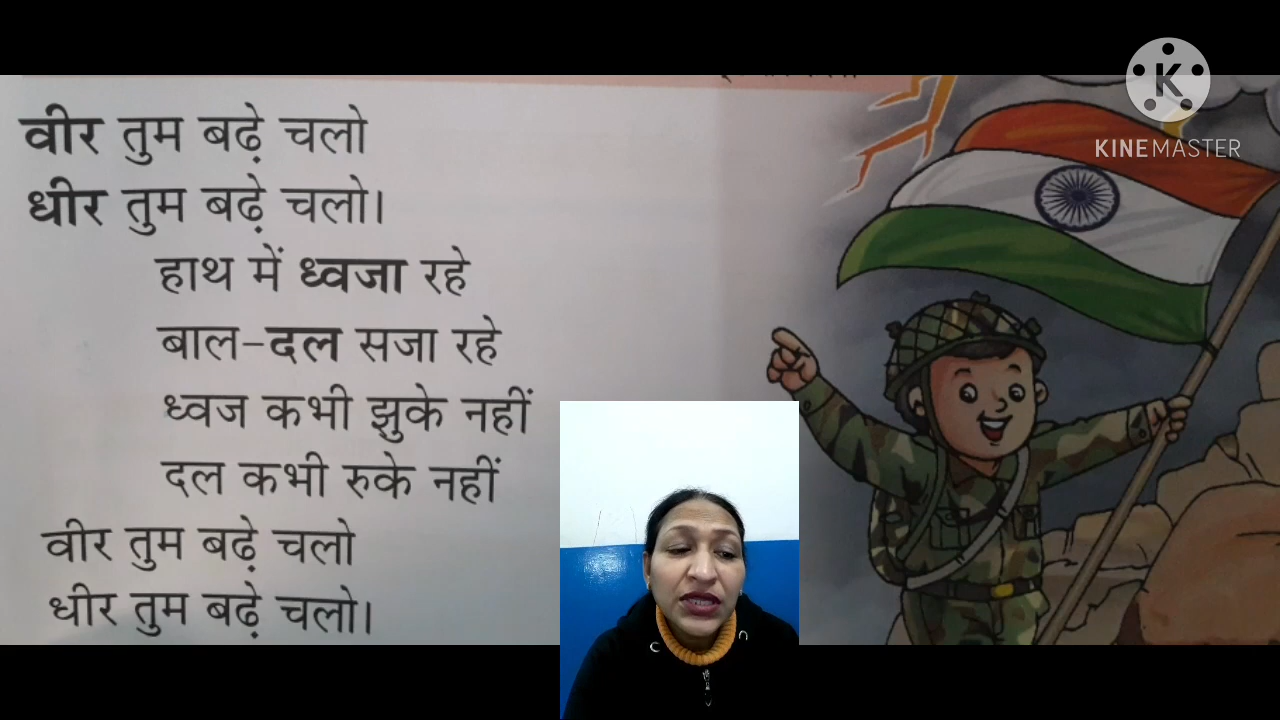 वीर तुम बढ़े चलो
धीर तुम बढ़े चलो।
हाथ में ध्वजा रहे
बाल-दल सजा रहे
ध्वज कभी झुके नहीं
दल कभी रुके नहीं
वीर तुम बढ़े चलो
धीर तुम बढ़े चलो।
K
KINEMASTER